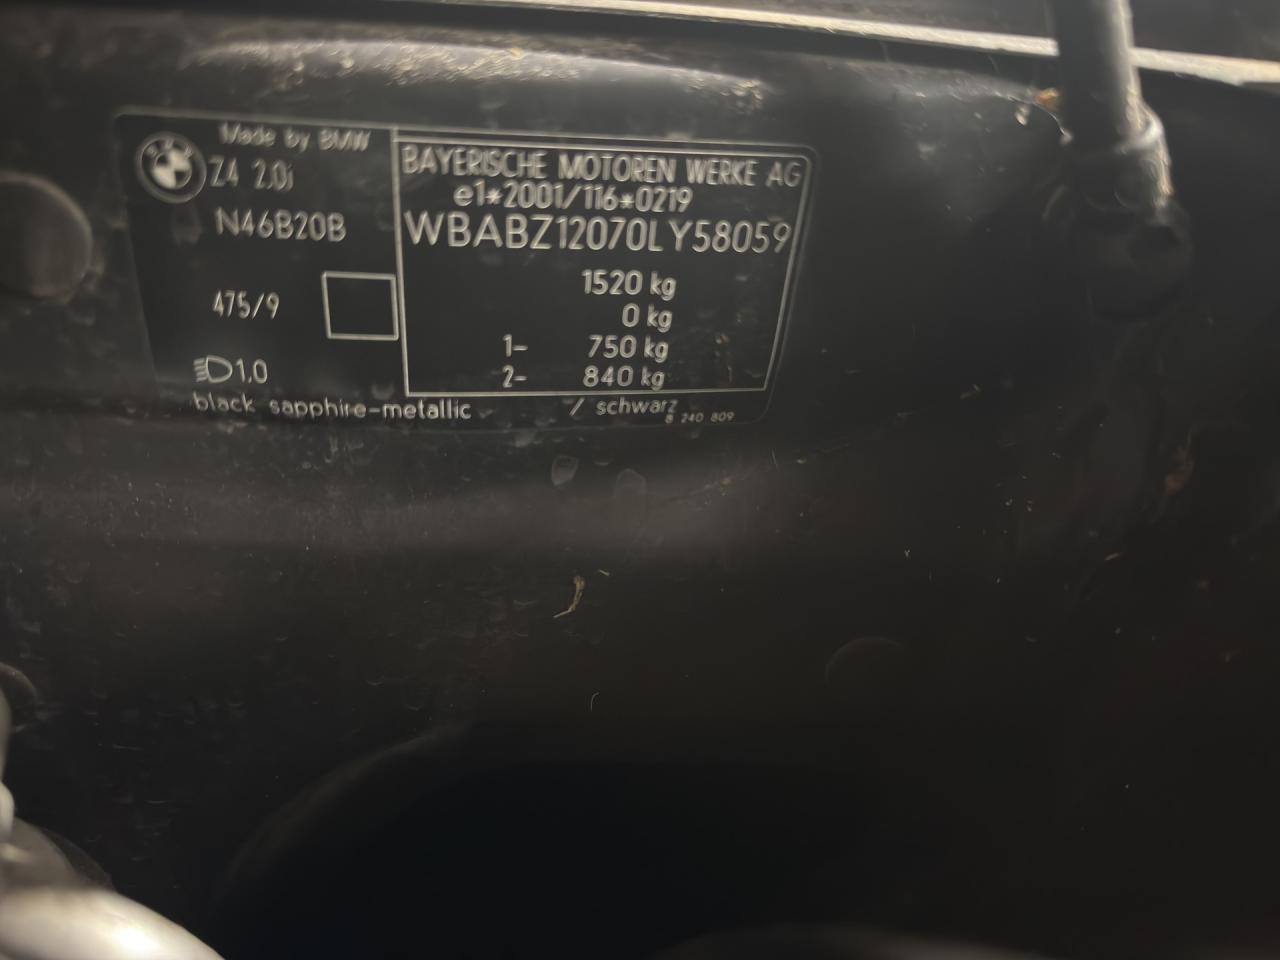 Made by BMW
Z4 2.0i
N46B20B
475/9
1,0
BAYERISCHE MOTOREN WERKE AG
e1*2001/116*0219
WBABZ12070LY58059
1520 kg
0 kg
1- 750 kg
2- 840 kg
black sapphire-metallic / schwarz
8 240 809